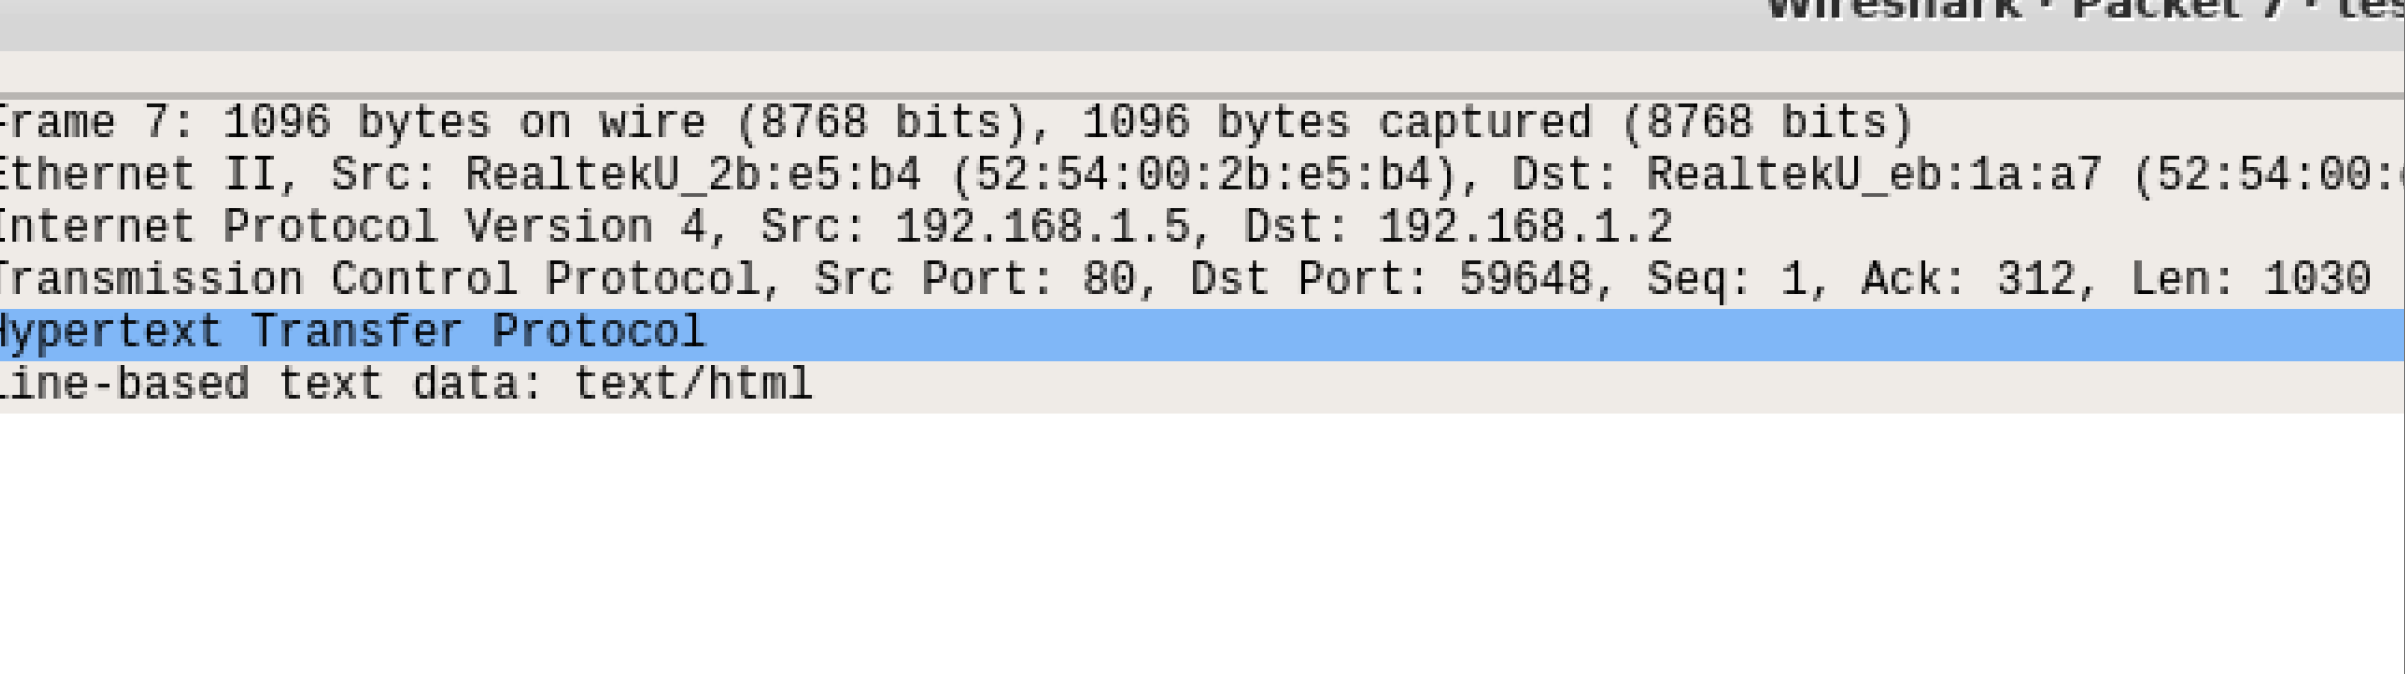 Wireshark · Packet 7 · tes
Frame 7: 1096 bytes on wire (8768 bits), 1096 bytes captured (8768 bits)
Ethernet II, Src: RealtekU_2b:e5:b4 (52:54:00:2b:e5:b4), Dst: RealtekU_eb:1a:a7 (52:54:00:
Internet Protocol Version 4, Src: 192.168.1.5, Dst: 192.168.1.2
Transmission Control Protocol, Src Port: 80, Dst Port: 59648, Seq: 1, Ack: 312, Len: 1030
Hypertext Transfer Protocol
Line-based text data: text/html